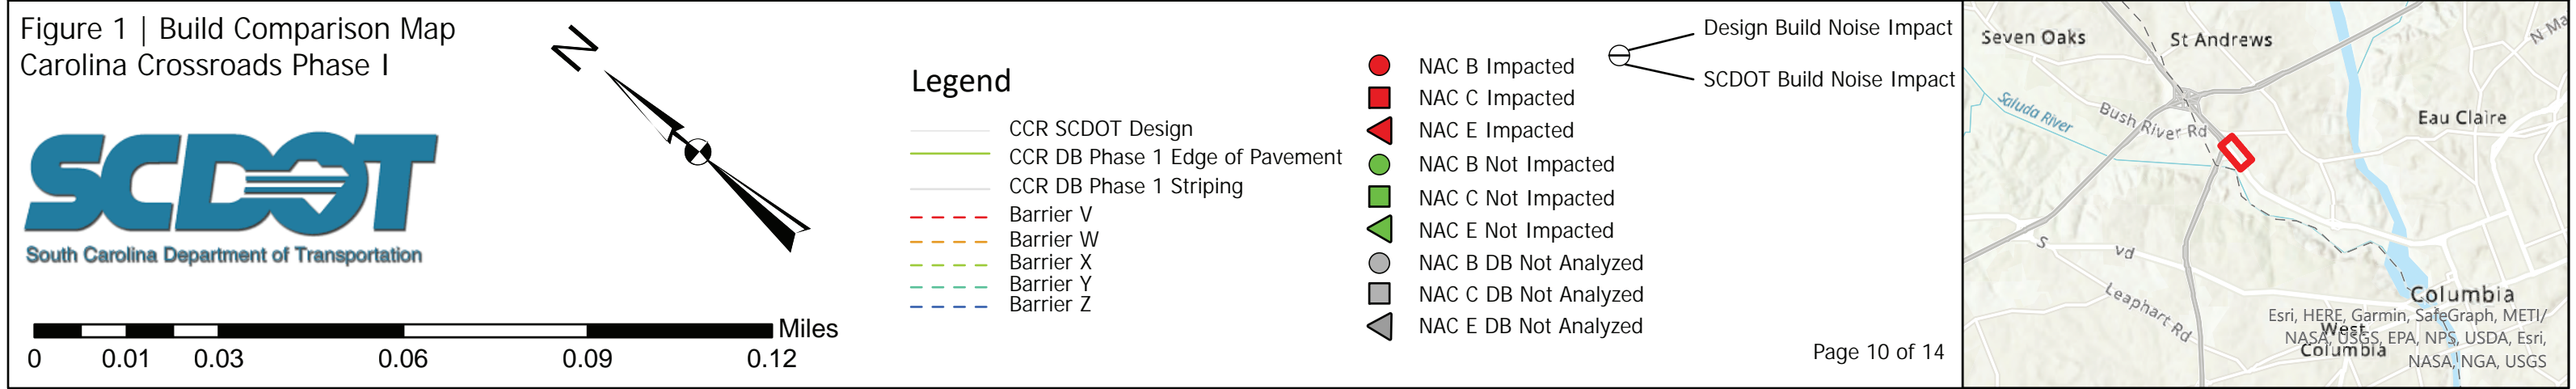 Figure 1 | Build Comparison Map
Carolina Crossroads Phase I
N
SCDOT
South Carolina Department of Transportation
Miles
0 0.01 0.03 0.06 0.09 0.12
Legend
CCR SCDOT Design
CCR DB Phase 1 Edge of Pavement
CCR DB Phase 1 Striping
Barrier V
Barrier W
Barrier X
Barrier Y
Barrier Z
NAC B Impacted
NAC C Impacted
NAC E Impacted
NAC B Not Impacted
NAC C Not Impacted
NAC E Not Impacted
NAC B DB Not Analyzed
NAC C DB Not Analyzed
NAC E DB Not Analyzed
Design Build Noise Impact
SCDOT Build Noise Impact
Page 10 of 14
Seven Oaks
St Andrews
N Ma
Saluda River
Bush River Rd
Eau Claire
S
vd
Leaphart Rd
Columbia
West
Columbia
Esri, HERE, Garmin, SafeGraph, METI/
NASA, USGS, EPA, NPS, USDA, Esri,
NASA, NGA, USGS